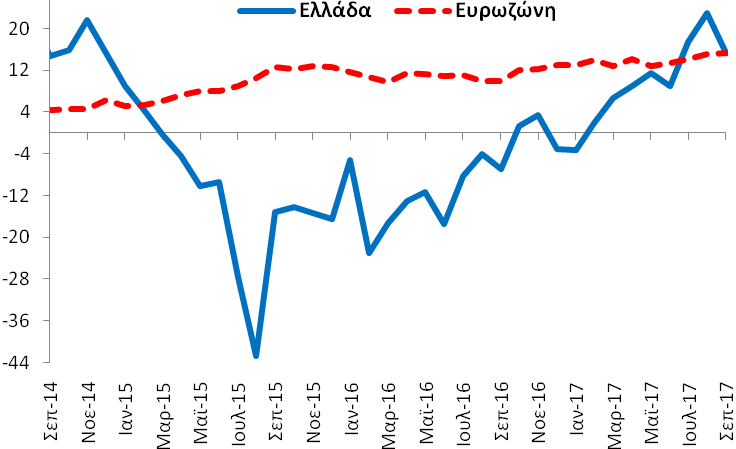 Ελλάδα Ευρωζώνη
20
12
4
-4
-12
-20
-28
-36
-44
Σεπ-14
Νοε-14
Ιαν-15
Μαρ-15
Μαϊ-15
Ιουλ-15
Σεπ-15
Νοε-15
Ιαν-16
Μαρ-16
Μαϊ-16
Ιουλ-16
Σεπ-16
Νοε-16
Ιαν-17
Μαρ-17
Μαϊ-17
Ιουλ-17
Σεπ-17